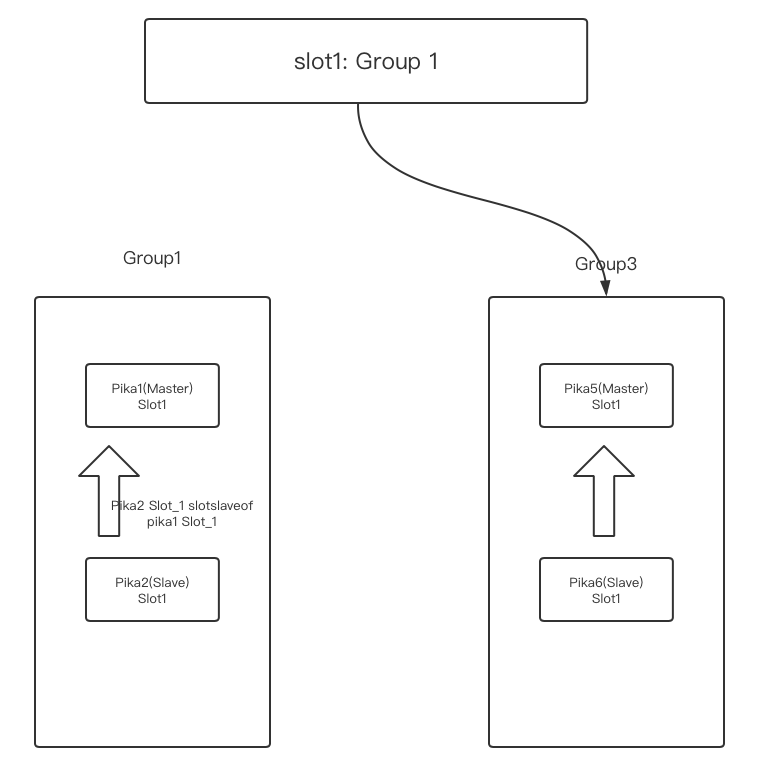 slot1: Group 1
Group1
Group3
Pika1(Master)
Slot1
Pika5(Master)
Slot1
Pika2 Slot_1 slotslaveof
pika1 Slot_1
Pika2(Slave)
Slot1
Pika6(Slave)
Slot1